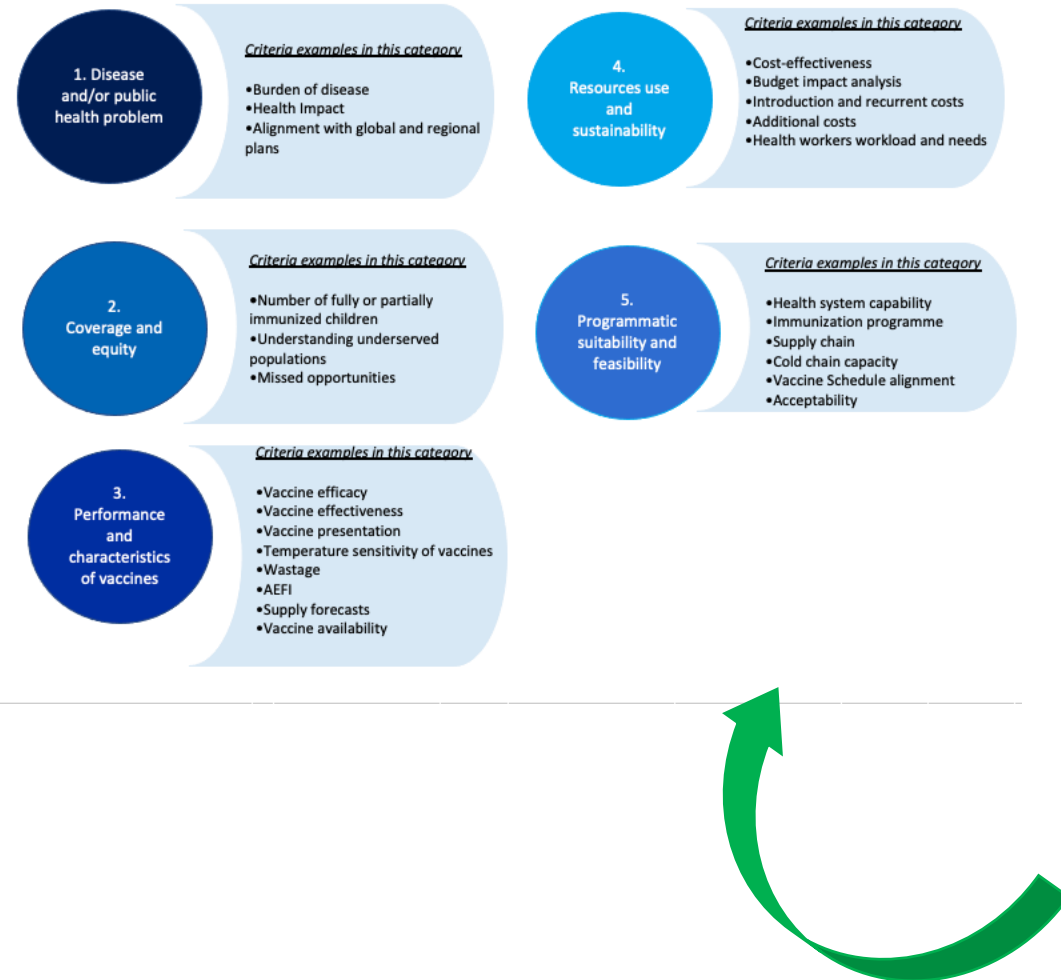 1. Disease
and/or public
health problem
Criteria examples in this category
•Burden of disease
•Health Impact
•Alignment with global and regional
plans
2.
Coverage and
equity
Criteria examples in this category
•Number of fully or partially
immunized children
•Understanding underserved
populations
•Missed opportunities
3.
Performance
and
characteristics
of vaccines
Criteria examples in this category
•Vaccine efficacy
•Vaccine effectiveness
•Vaccine presentation
•Temperature sensitivity of vaccines
•Wastage
•AEFI
•Supply forecasts
•Vaccine availability
4.
Resources use
and
sustainability
Criteria examples in this category
•Cost-effectiveness
•Budget impact analysis
•Introduction and recurrent costs
•Additional costs
•Health workers workload and needs
5.
Programmatic
suitability and
feasibility
Criteria examples in this category
•Health system capability
•Immunization programme
•Supply chain
•Cold chain capacity
•Vaccine Schedule alignment
•Acceptability